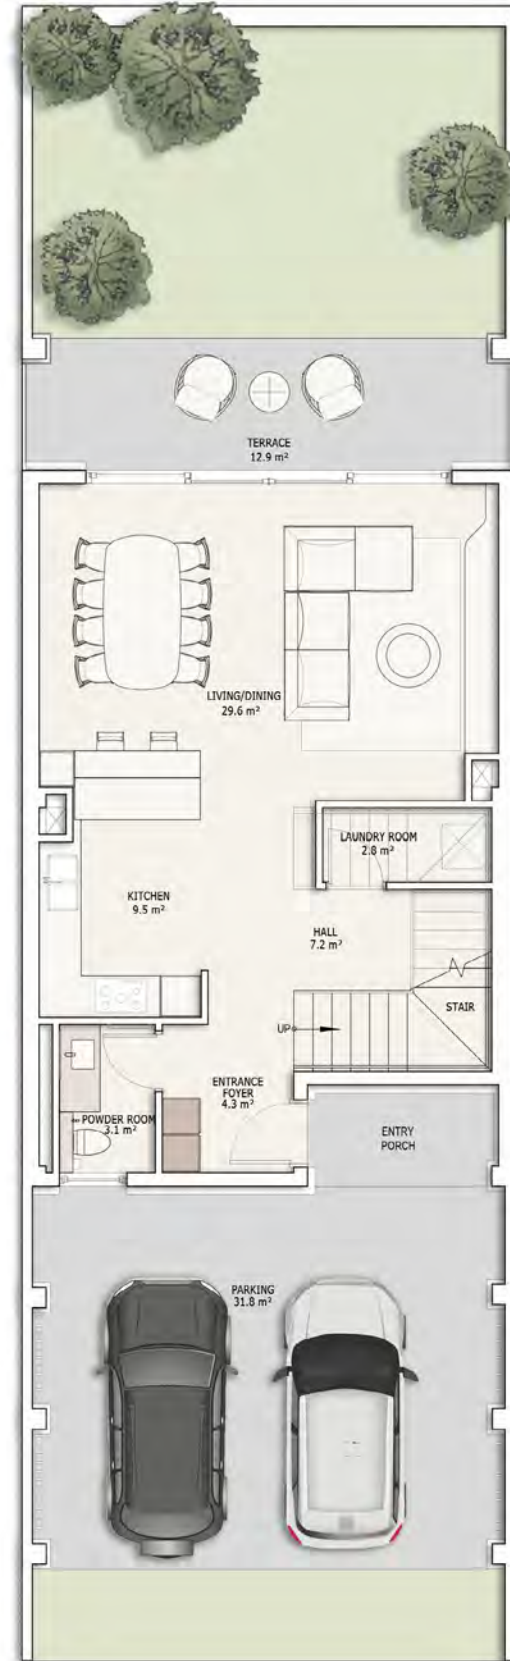 TERRACE
12.9 m²
LIVING/DINING
29.6 m²
LAUNDRY ROOM
2.8 m²
KITCHEN
9.5 m²
HALL
7.2 m²
STAIR
UP
ENTRANCE
FOYER
4.3 m²
POWDER ROOM
3.1 m²
ENTRY
PORCH
PARKING
31.8 m²